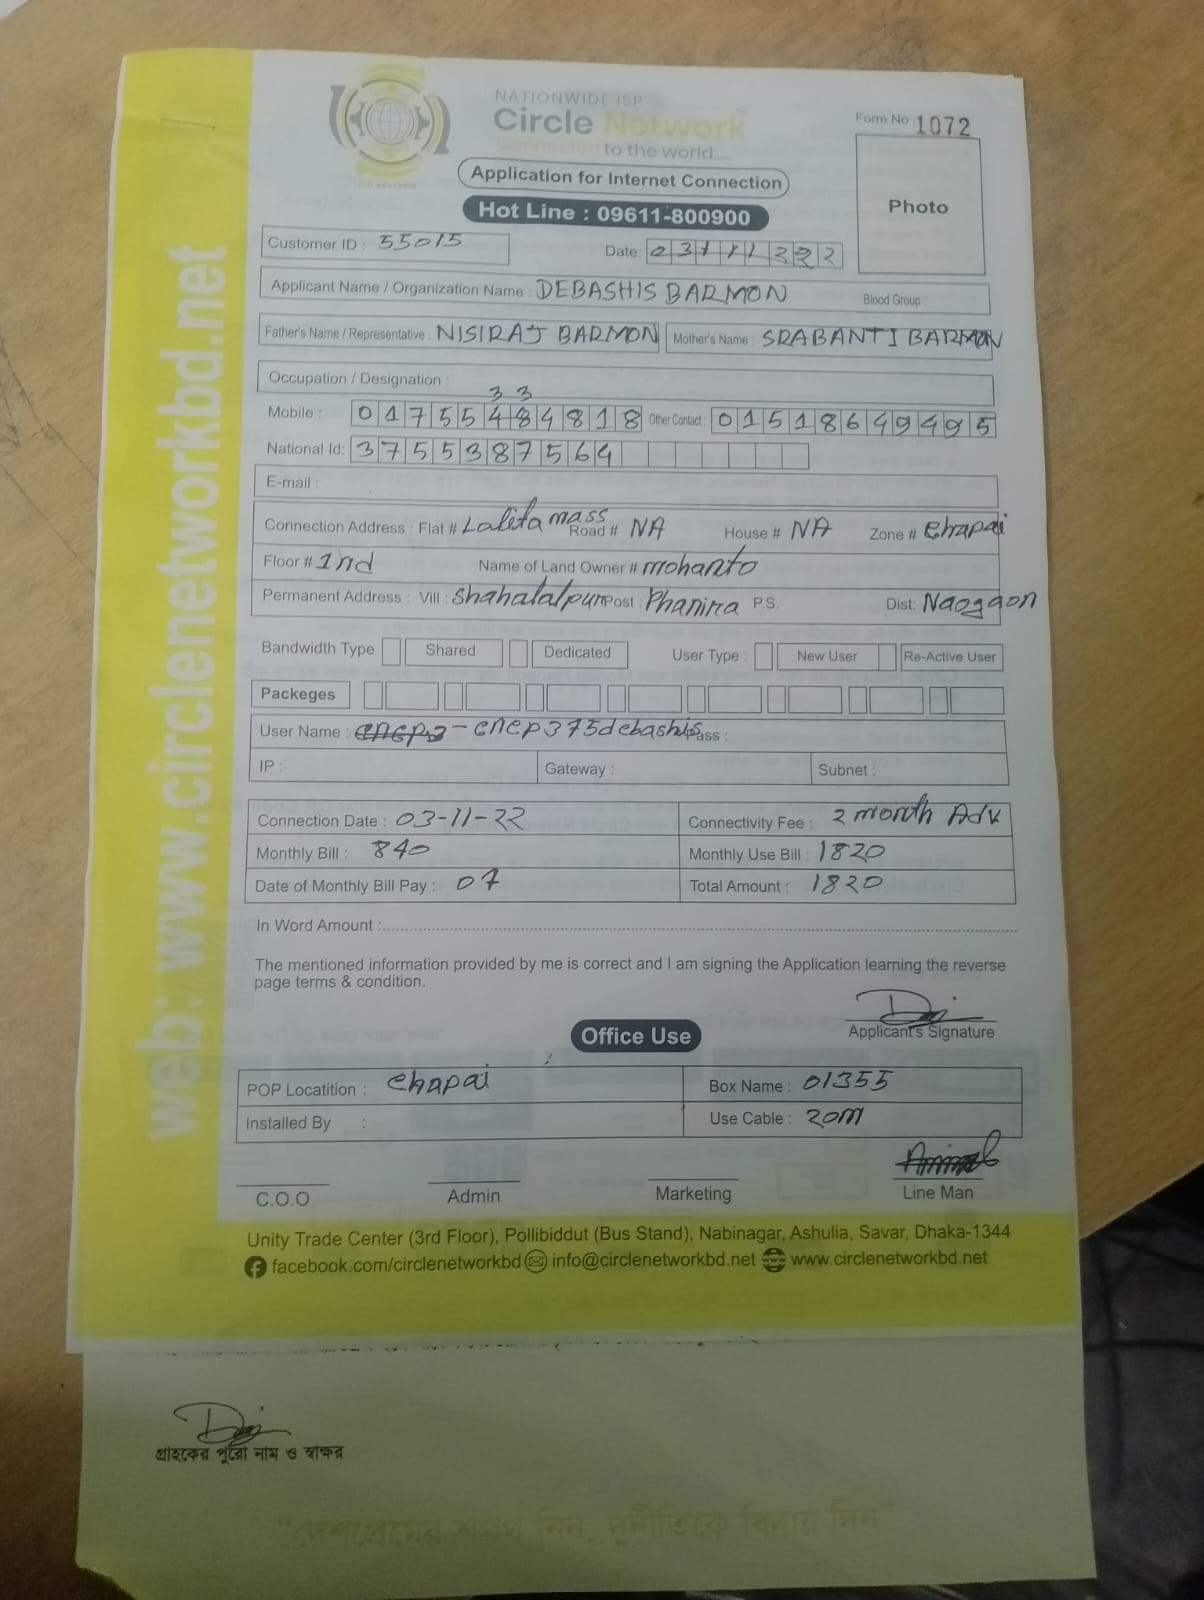 NATIONWIDE ISP
Circle Network
Connected to the world....
Form No : 1072
Application for Internet Connection
Photo
Hot Line : 09611-800900
Customer ID : 55015
Date:
Applicant Name / Organization Name : DEBASHIS BARMON Blood Group :
Father's Name / Representative : NISIRAJ BARMON Mother's Name : SRABANTI BARMON
Occupation / Designation :
3 3
Mobile : 01755484818 Other Contact : 01518649495
National Id: 3755387564
E-mail :
Connection Address : Flat # Lalita mass Road # NA House # NA Zone # Chapai
Floor # 1nd Name of Land Owner # mohanto
Permanent Address : Vill : Shahalalpur Post : P.S. Dist: Naoggon
Bandwidth Type Shared Dedicated User Type : New User Re-Active User
Packeges
User Name : - cncp375debashis Pass :
IP : Gateway : Subnet :
Connection Date : 03-11-22 Connectivity Fee : 2 month Adv
Monthly Bill : 840 Monthly Use Bill : 1820
Date of Monthly Bill Pay : 07 Total Amount : 1820
In Word Amount :
The mentioned information provided by me is correct and I am signing the Application learning the reverse
page terms & condition.
Applicant's Signature
Office Use
POP Locatition : Chapai Box Name : 01355
Installed By : Use Cable : 20M
C.O.O Admin Marketing Line Man
Unity Trade Center (3rd Floor), Pollibiddut (Bus Stand), Nabinagar, Ashulia, Savar, Dhaka-1344
facebook.com/circlenetworkbd info@circlenetworkbd.net www.circlenetworkbd.net
web: www.circlenetworkbd.net
গ্রাহকের পুরো নাম ও স্বাক্ষর
"দেশপ্রেমের শপথ নিন, দুর্নীতিকে বিদায় দিন"